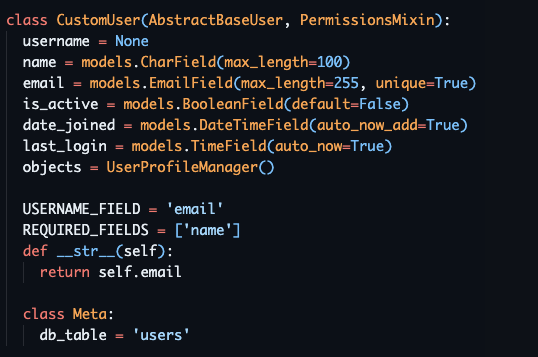 class CustomUser(AbstractBaseUser, PermissionsMixin):
  username = None
  name = models.CharField(max_length=100)
  email = models.EmailField(max_length=255, unique=True)
  is_active = models.BooleanField(default=False)
  date_joined = models.DateTimeField(auto_now_add=True)
  last_login = models.TimeField(auto_now=True)
  objects = UserProfileManager()

  USERNAME_FIELD = 'email'
  REQUIRED_FIELDS = ['name']
  def __str__(self):
    return self.email

  class Meta:
    db_table = 'users'